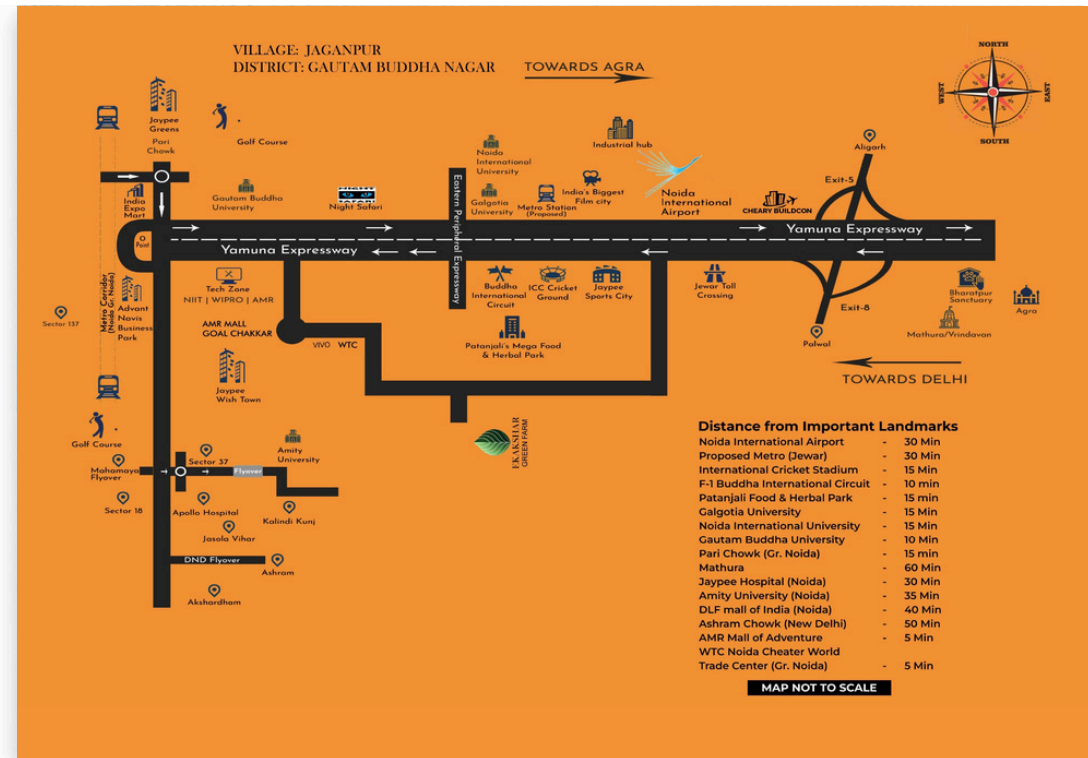 VILLAGE: JAGANPUR
DISTRICT: GAUTAM BUDDHA NAGAR
TOWARDS AGRA
NORTH
WEST
EAST
SOUTH
Jaypee
Greens
Pari
Chowk
Golf Course
India
Expo
Mart
Gautam Buddha
University
NIGHT
SAFARI
Night Safari
Eastern Peripheral Expressway
Noida
International
University
Galgotia
University
Metro Station
(Proposed)
India's Biggest
Film city
Industrial hub
Noida
International
Airport
CHEARY BUILDCON
Aligarh
Exit-5
O
Point
Yamuna Expressway
Yamuna Expressway
Metro Corridor
(Noida Gr. Noida)
Sector 137
Advant
Navis
Business
Park
Tech Zone
NIIT | WIPRO | AMR
AMR MALL
GOAL CHAKKAR
VIVO WTC
Jaypee
Wish Town
Buddha
International
Circuit
ICC Cricket
Ground
Jaypee
Sports City
Patanjali's Mega Food
& Herbal Park
Jewar Toll
Crossing
Exit-8
Palwal
Bharatpur
Sanctuary
Mathura/Vrindavan
Agra
TOWARDS DELHI
EKAKSHAR
GREEN FARM
Golf Course
Mahamaya
Flyover
Sector 37
Flyover
Amity
University
Sector 18
Apollo Hospital
Kalindi Kunj
Jasola Vihar
DND Flyover
Ashram
Akshardham
Distance from Important Landmarks
Noida International Airport - 30 Min
Proposed Metro (Jewar) - 30 Min
International Cricket Stadium - 15 Min
F-1 Buddha International Circuit - 10 min
Patanjali Food & Herbal Park - 15 min
Galgotia University - 15 Min
Noida International University - 15 Min
Gautam Buddha University - 10 Min
Pari Chowk (Gr. Noida) - 15 min
Mathura - 60 Min
Jaypee Hospital (Noida) - 30 Min
Amity University (Noida) - 35 Min
DLF mall of India (Noida) - 40 Min
Ashram Chowk (New Delhi) - 50 Min
AMR Mall of Adventure - 5 Min
WTC Noida Cheater World
Trade Center (Gr. Noida) - 5 Min
MAP NOT TO SCALE